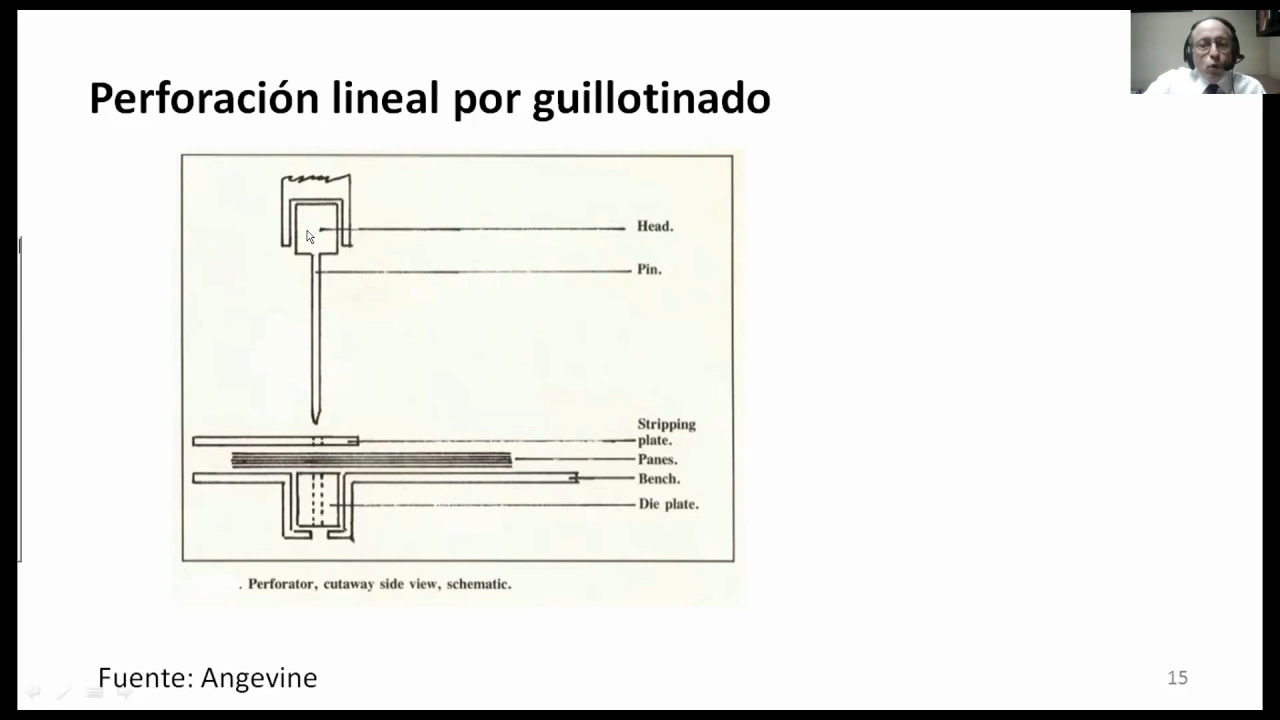 Perforación lineal por guillotinado
Head.
Pin.
Stripping
plate.
Panes.
Bench.
Die plate.
. Perforator, cutaway side view, schematic.
Fuente: Angevine
15